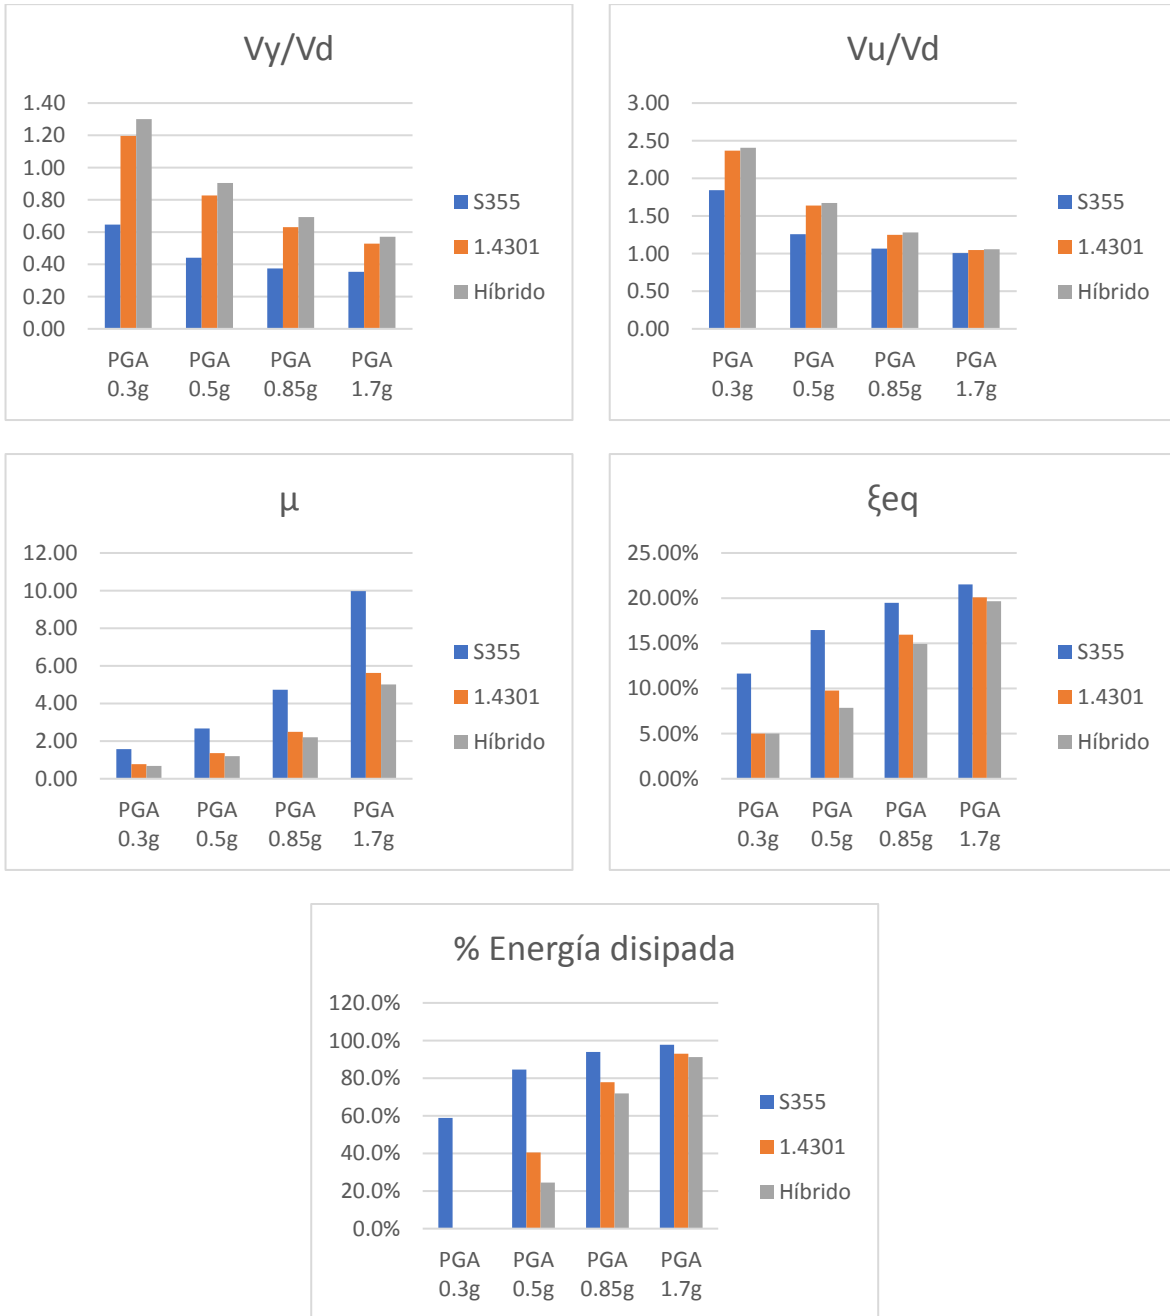 Vy/Vd
1.40
1.20
1.00
0.80
0.60
0.40
0.20
0.00
PGA
0.3g
PGA
0.5g
PGA
0.85g
PGA
1.7g
S355
1.4301
Híbrido
Vu/Vd
3.00
2.50
2.00
1.50
1.00
0.50
0.00
PGA
0.3g
PGA
0.5g
PGA
0.85g
PGA
1.7g
S355
1.4301
Híbrido
μ
12.00
10.00
8.00
6.00
4.00
2.00
0.00
PGA
0.3g
PGA
0.5g
PGA
0.85g
PGA
1.7g
S355
1.4301
Híbrido
ξeq
25.00%
20.00%
15.00%
10.00%
5.00%
0.00%
PGA
0.3g
PGA
0.5g
PGA
0.85g
PGA
1.7g
S355
1.4301
Híbrido
% Energía disipada
120.0%
100.0%
80.0%
60.0%
40.0%
20.0%
0.0%
PGA
0.3g
PGA
0.5g
PGA
0.85g
PGA
1.7g
S355
1.4301
Híbrido